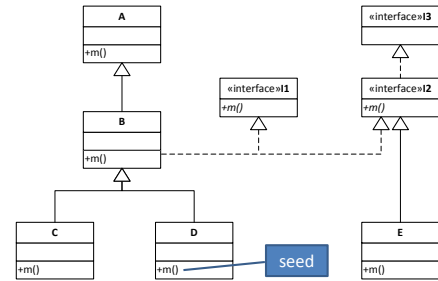 A
+m()
«interface»I3
«interface»I1
+m()
«interface»I2
+m()
B
+m()
C
+m()
D
+m()
seed
E
+m()